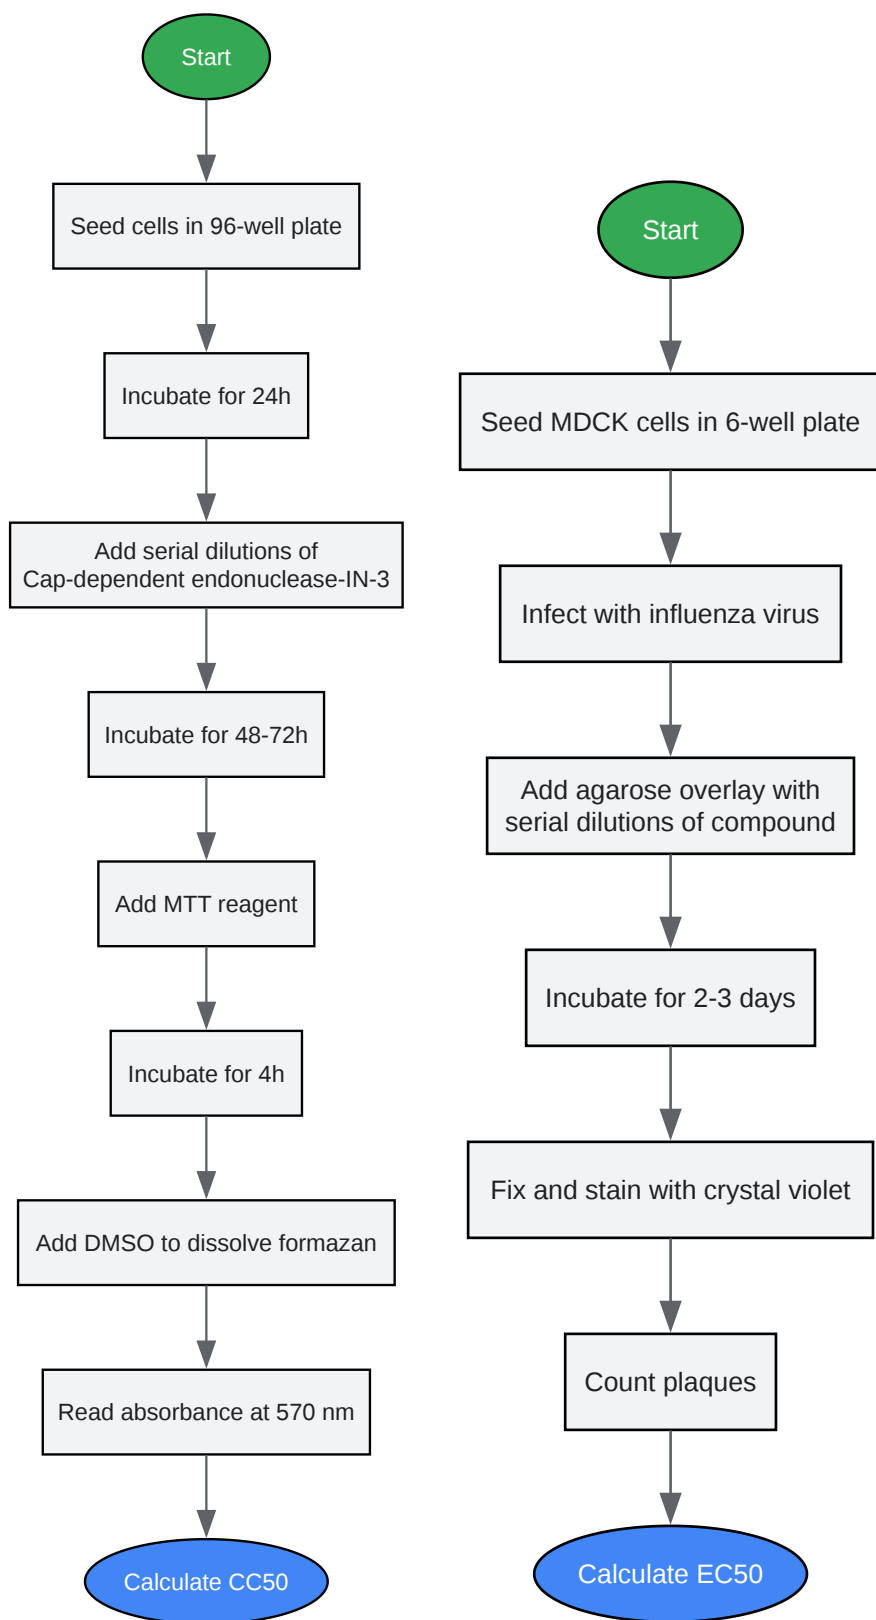 Start
Seed cells in 96-well plate
Incubate for 24h
Add serial dilutions of
Cap-dependent endonuclease-IN-3
Incubate for 48-72h
Add MTT reagent
Incubate for 4h
Add DMSO to dissolve formazan
Read absorbance at 570 nm
Calculate CC50
Start
Seed MDCK cells in 6-well plate
Infect with influenza virus
Add agarose overlay with
serial dilutions of compound
Incubate for 2-3 days
Fix and stain with crystal violet
Count plaques
Calculate EC50